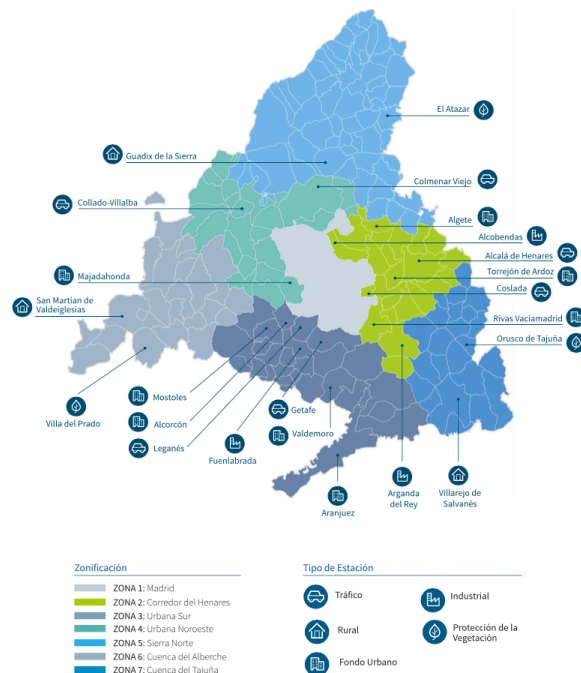 El Atazar
Guadix de la Sierra
Colmenar Viejo
Collado-Villalba
Algete
Alcobendas
Alcalá de Henares
Majadahonda
Torrejón de Ardoz
Coslada
San Martían de
Valdeiglesias
Rivas Vaciamadrid
Orusco de Tajuña
Villa del Prado
Mostoles
Alcorcón
Leganés
Getafe
Valdemoro
Fuenlabrada
Aranjuez
Arganda
del Rey
Villarejo de
Salvanés
Zonificación
ZONA 1: Madrid
ZONA 2: Corredor del Henares
ZONA 3: Urbana Sur
ZONA 4: Urbana Noroeste
ZONA 5: Sierra Norte
ZONA 6: Cuenca del Alberche
ZONA 7: Cuenca del Tajuña
Tipo de Estación
Tráfico
Industrial
Rural
Protección de la
Vegetación
Fondo Urbano